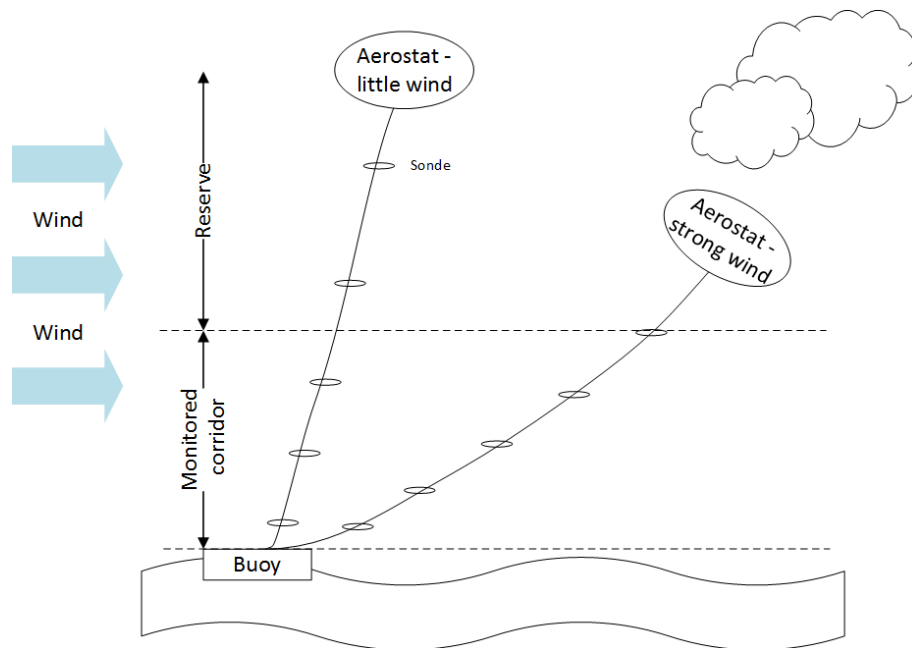 Aerostat -
little wind
Sonde
Wind
Reserve
Aerostat -
strong wind
Wind
Monitored
corridor
Buoy